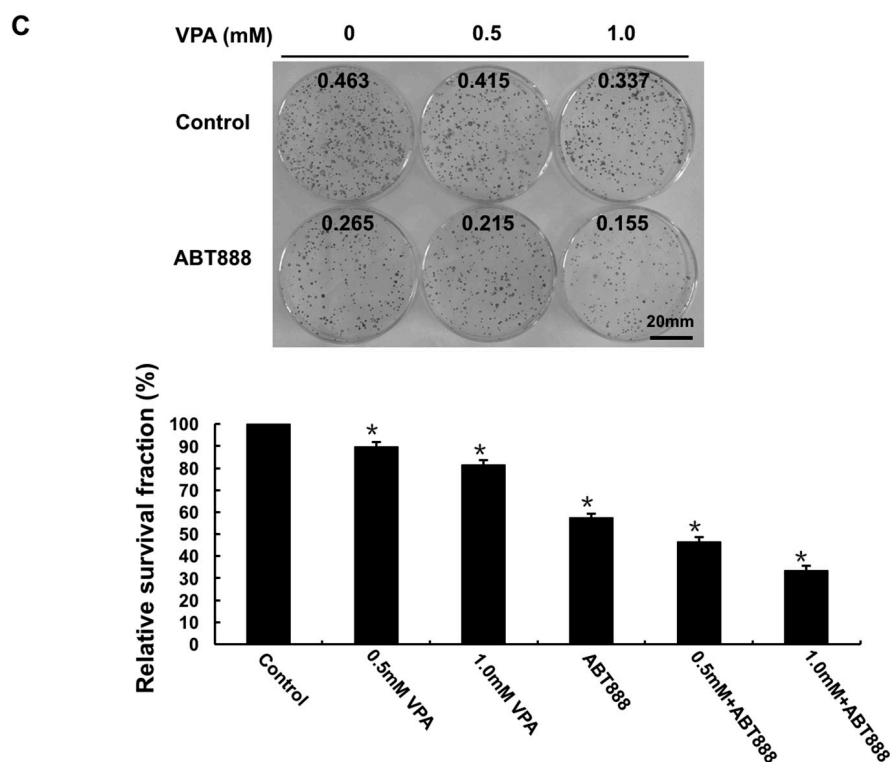 C
VPA (mM) 0 0.5 1.0
Control 0.463 0.415 0.337
ABT888 0.265 0.215 0.155
20mm
Relative survival fraction (%)
100
90
80
70
60
50
40
30
20
10
0
* * * * *
Control 0.5mM VPA 1.0mM VPA ABT888 0.5mM+ABT888 1.0mM+ABT888